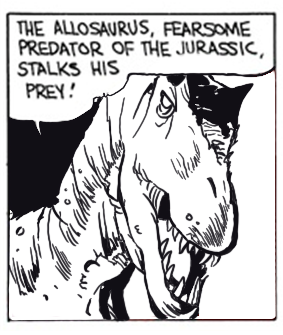 THE ALLOSAURUS, FEARSOME
PREDATOR OF THE JURASSIC,
STALKS HIS
PREY!